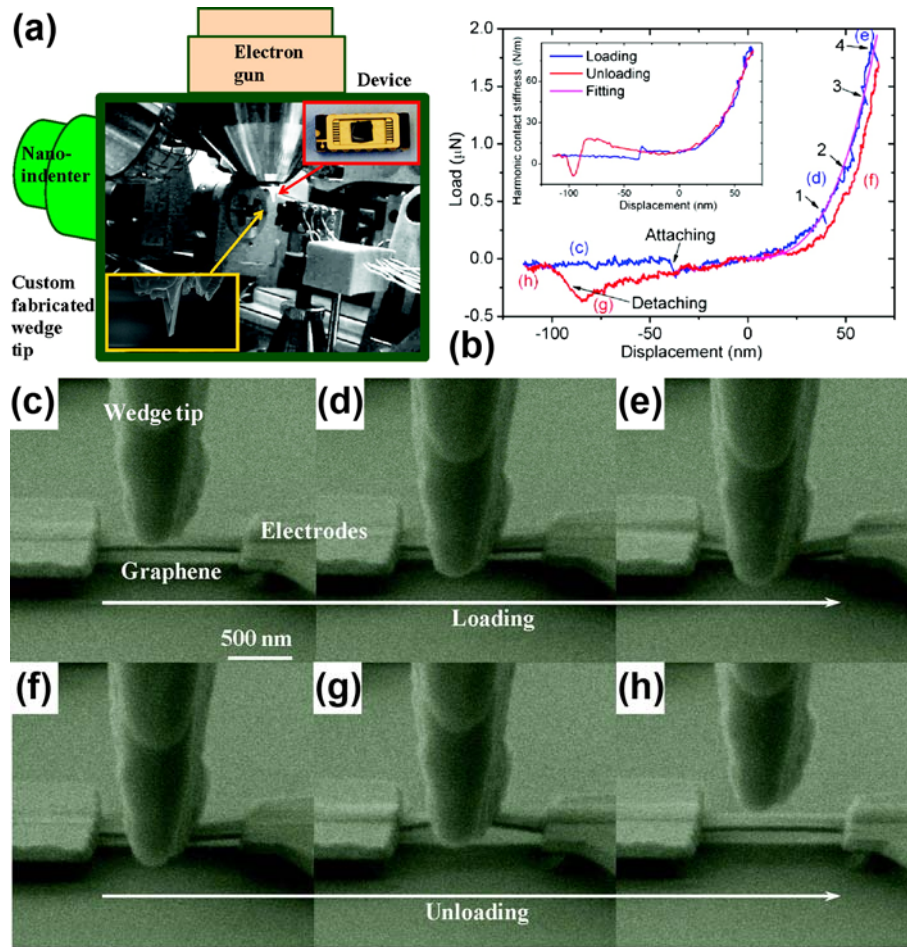 (a)
Electron
gun
Device
Nano-
indenter
Custom
fabricated
wedge
tip
(b)
Load (μN)
2.0
1.5
1.0
0.5
0.0
-0.5
-100
-50
0
50
Displacement (nm)
Loading
Unloading
Fitting
Harmonic contact stiffness (N/m)
60
30
0
-100
-50
0
50
Displacement (nm)
4
(e)
3
2
(d)
1
(f)
(c)
Attaching
(h)
(g)
Detaching
(c)
Wedge tip
Electrodes
Graphene
500 nm
(d)
(e)
Loading
(f)
(g)
(h)
Unloading